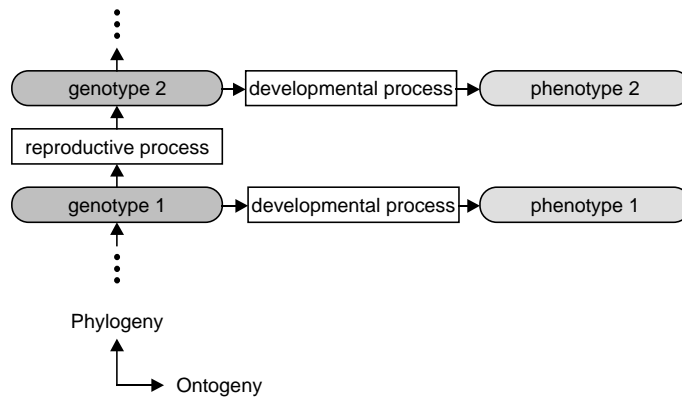 genotype 2
developmental process
phenotype 2
reproductive process
genotype 1
developmental process
phenotype 1
Phylogeny
Ontogeny